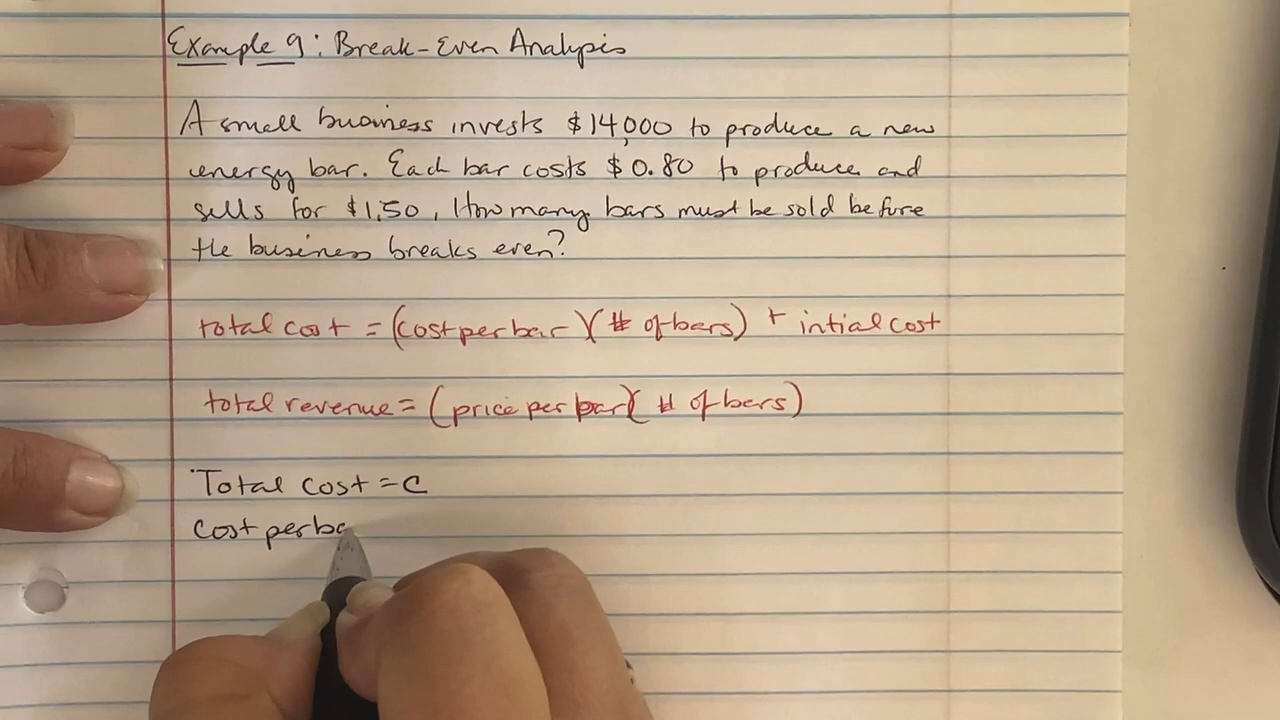 Example 9: Break-Even Analysis
A small business invests $14,000 to produce a new
energy bar. Each bar costs $0.80 to produce and
sells for $1.50, How many bars must be sold before
the business breaks even?
total cost = (cost per bar)(# of bars) + intial cost
total revenue = (price per bar)(# of bars)
Total cost = C
Cost per ba